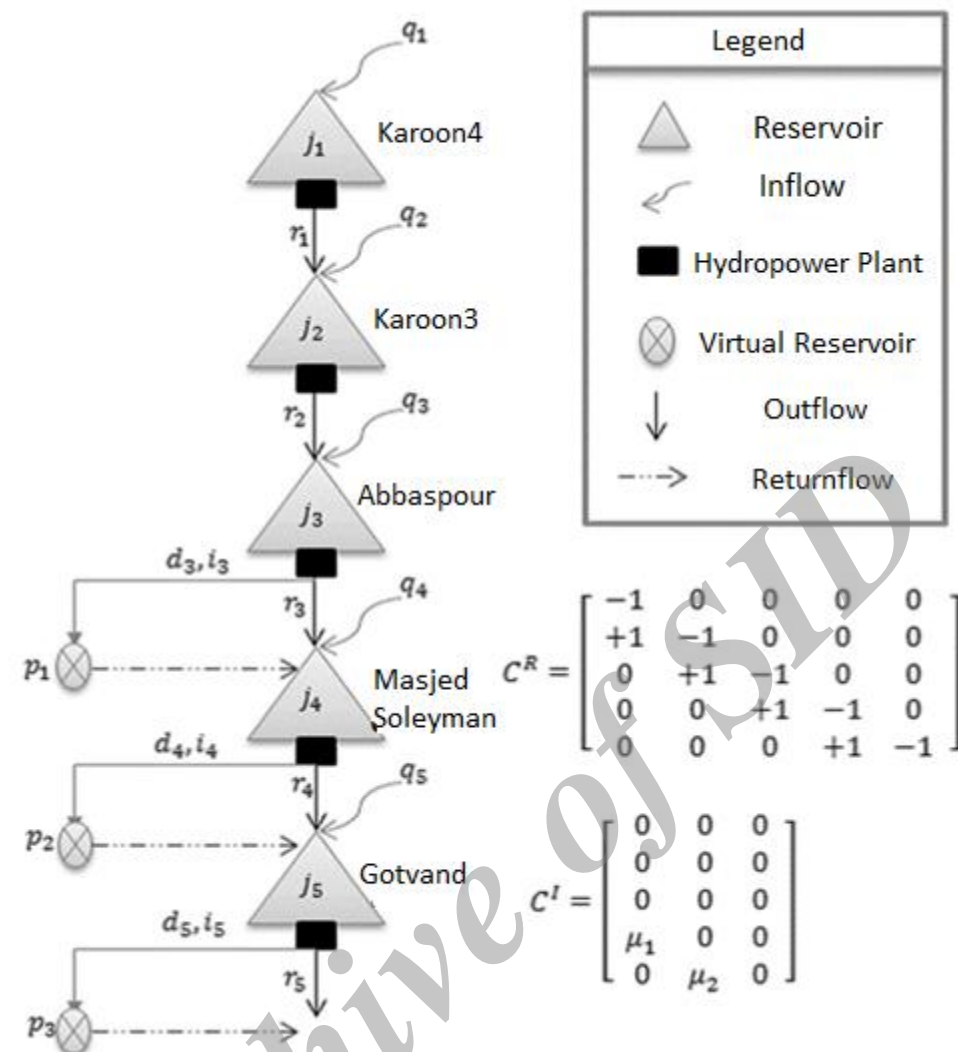 q₁
Karoon4
j₁
r₁
q₂
Karoon3
j₂
r₂
q₃
Abbaspour
j₃
d₃, i₃
r₃
q₄
p₁
j₄
Masjed
Soleyman
d₄, i₄
r₄
q₅
p₂
j₅
Gotvand
d₅, i₅
r₅
p₃
Legend
Reservoir
Inflow
Hydropower Plant
Virtual Reservoir
Outflow
Returnflow
Cᴿ =
−1 0 0 0 0
+1 −1 0 0 0
0 +1 −1 0 0
0 0 +1 −1 0
0 0 0 +1 −1
Cᴵ =
0 0 0
0 0 0
0 0 0
μ₁ 0 0
0 μ₂ 0
hive of SID